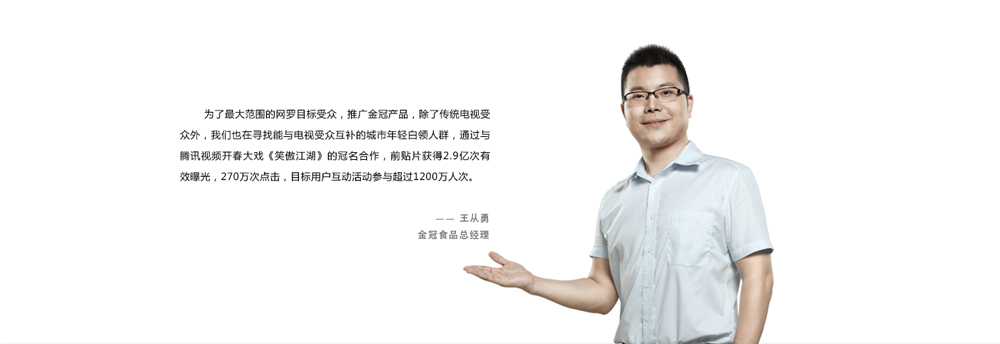 为了最大范围的网罗目标受众，推广金冠产品，除了传统电视受
众外，我们也在寻找能与电视受众互补的城市年轻白领人群，通过与
腾讯视频开春大戏《笑傲江湖》的冠名合作，前贴片获得2.9亿次有
效曝光，270万次点击，目标用户互动活动参与超过1200万人次。
—— 王从勇
金冠食品总经理